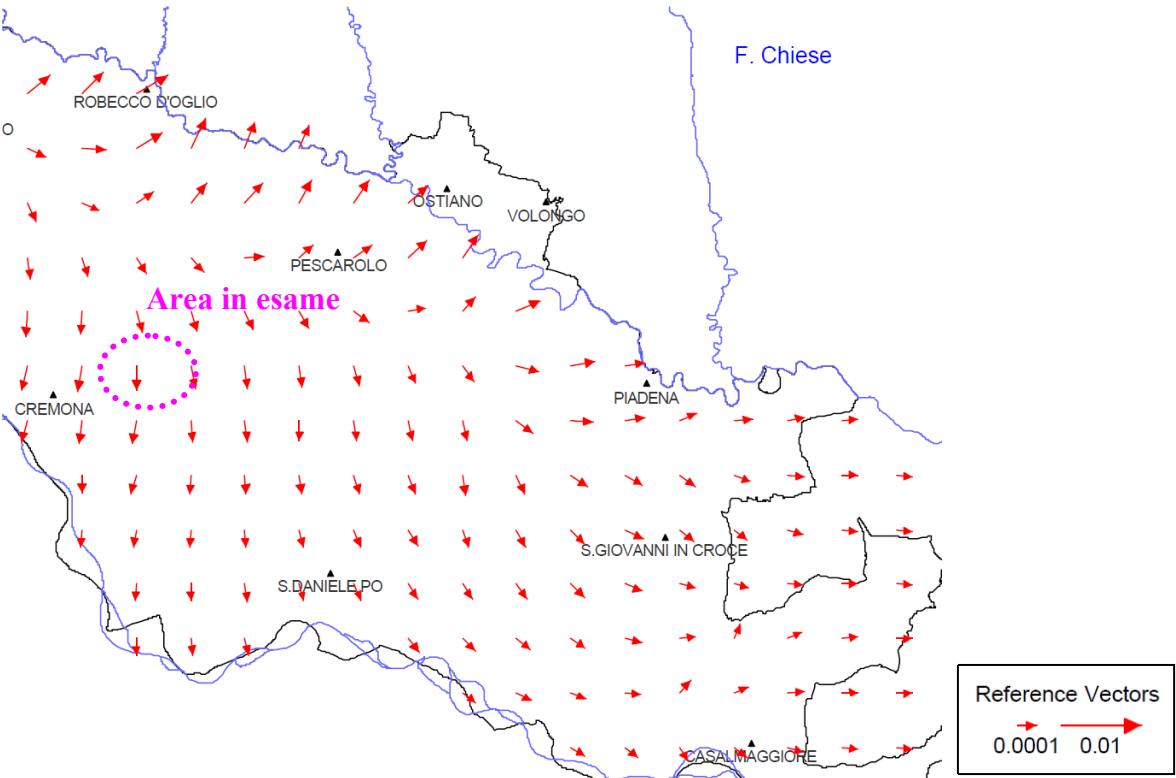 F. Chiese
ROBECCO D'OGLIO
O
OSTIANO
VOLONGO
PESCAROLO
Area in esame
PIADENA
CREMONA
S.GIOVANNI IN CROCE
S.DANIELE PO
CASALMAGGIORE
Reference Vectors
0.0001 0.01